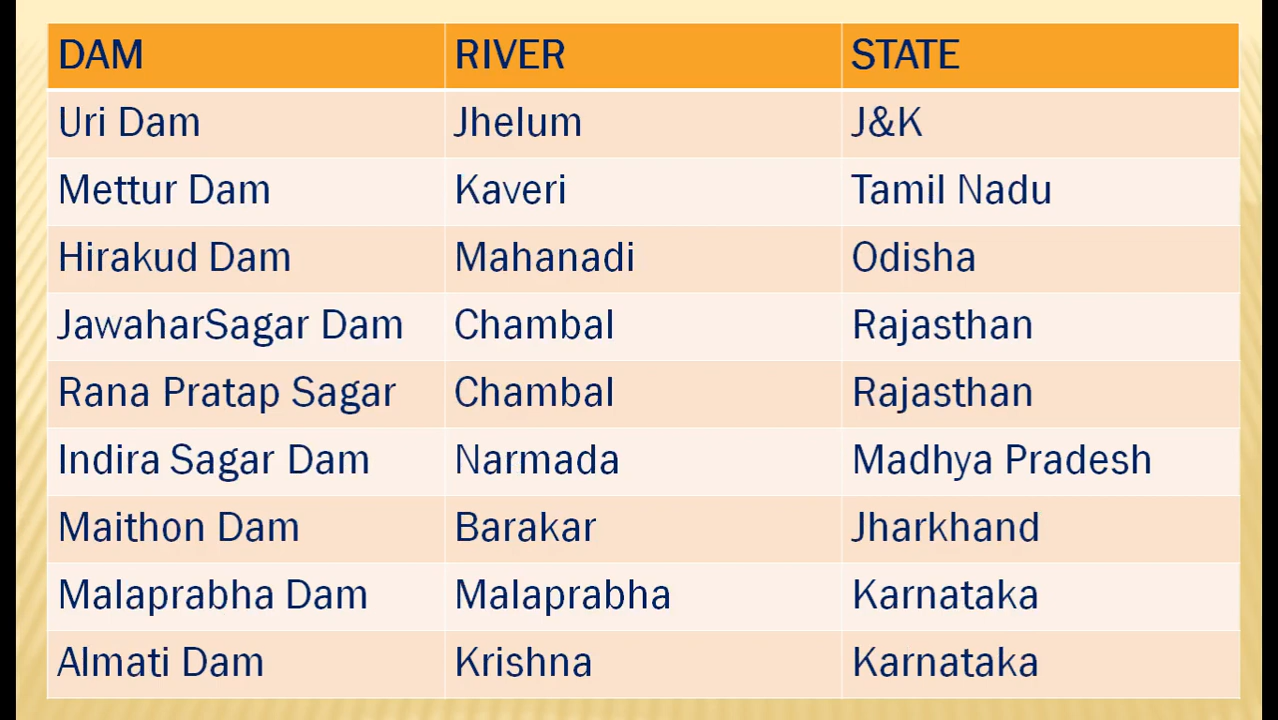 DAM RIVER STATE
Uri Dam Jhelum J&K
Mettur Dam Kaveri Tamil Nadu
Hirakud Dam Mahanadi Odisha
JawaharSagar Dam Chambal Rajasthan
Rana Pratap Sagar Chambal Rajasthan
Indira Sagar Dam Narmada Madhya Pradesh
Maithon Dam Barakar Jharkhand
Malaprabha Dam Malaprabha Karnataka
Almati Dam Krishna Karnataka